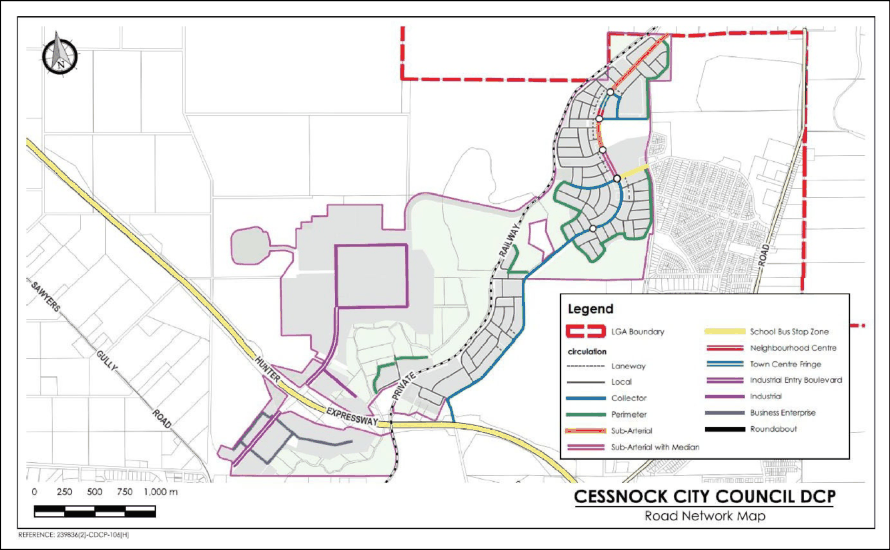 N
RAILWAY
ROAD
SAWYERS
GULLY
ROAD
HUNTER
EXPRESSWAY
PRIVATE
Legend
LGA Boundary
circulation
Laneway
Local
Collector
Perimeter
Sub-Arterial
Sub-Arterial with Median
School Bus Stop Zone
Neighbourhood Centre
Town Centre Fringe
Industrial Entry Boulevard
Industrial
Business Enterprise
Roundabout
0 250 500 750 1,000 m
CESSNOCK CITY COUNCIL DCP
Road Network Map
REFERENCE: 239836(2)-CDCP-106(H)